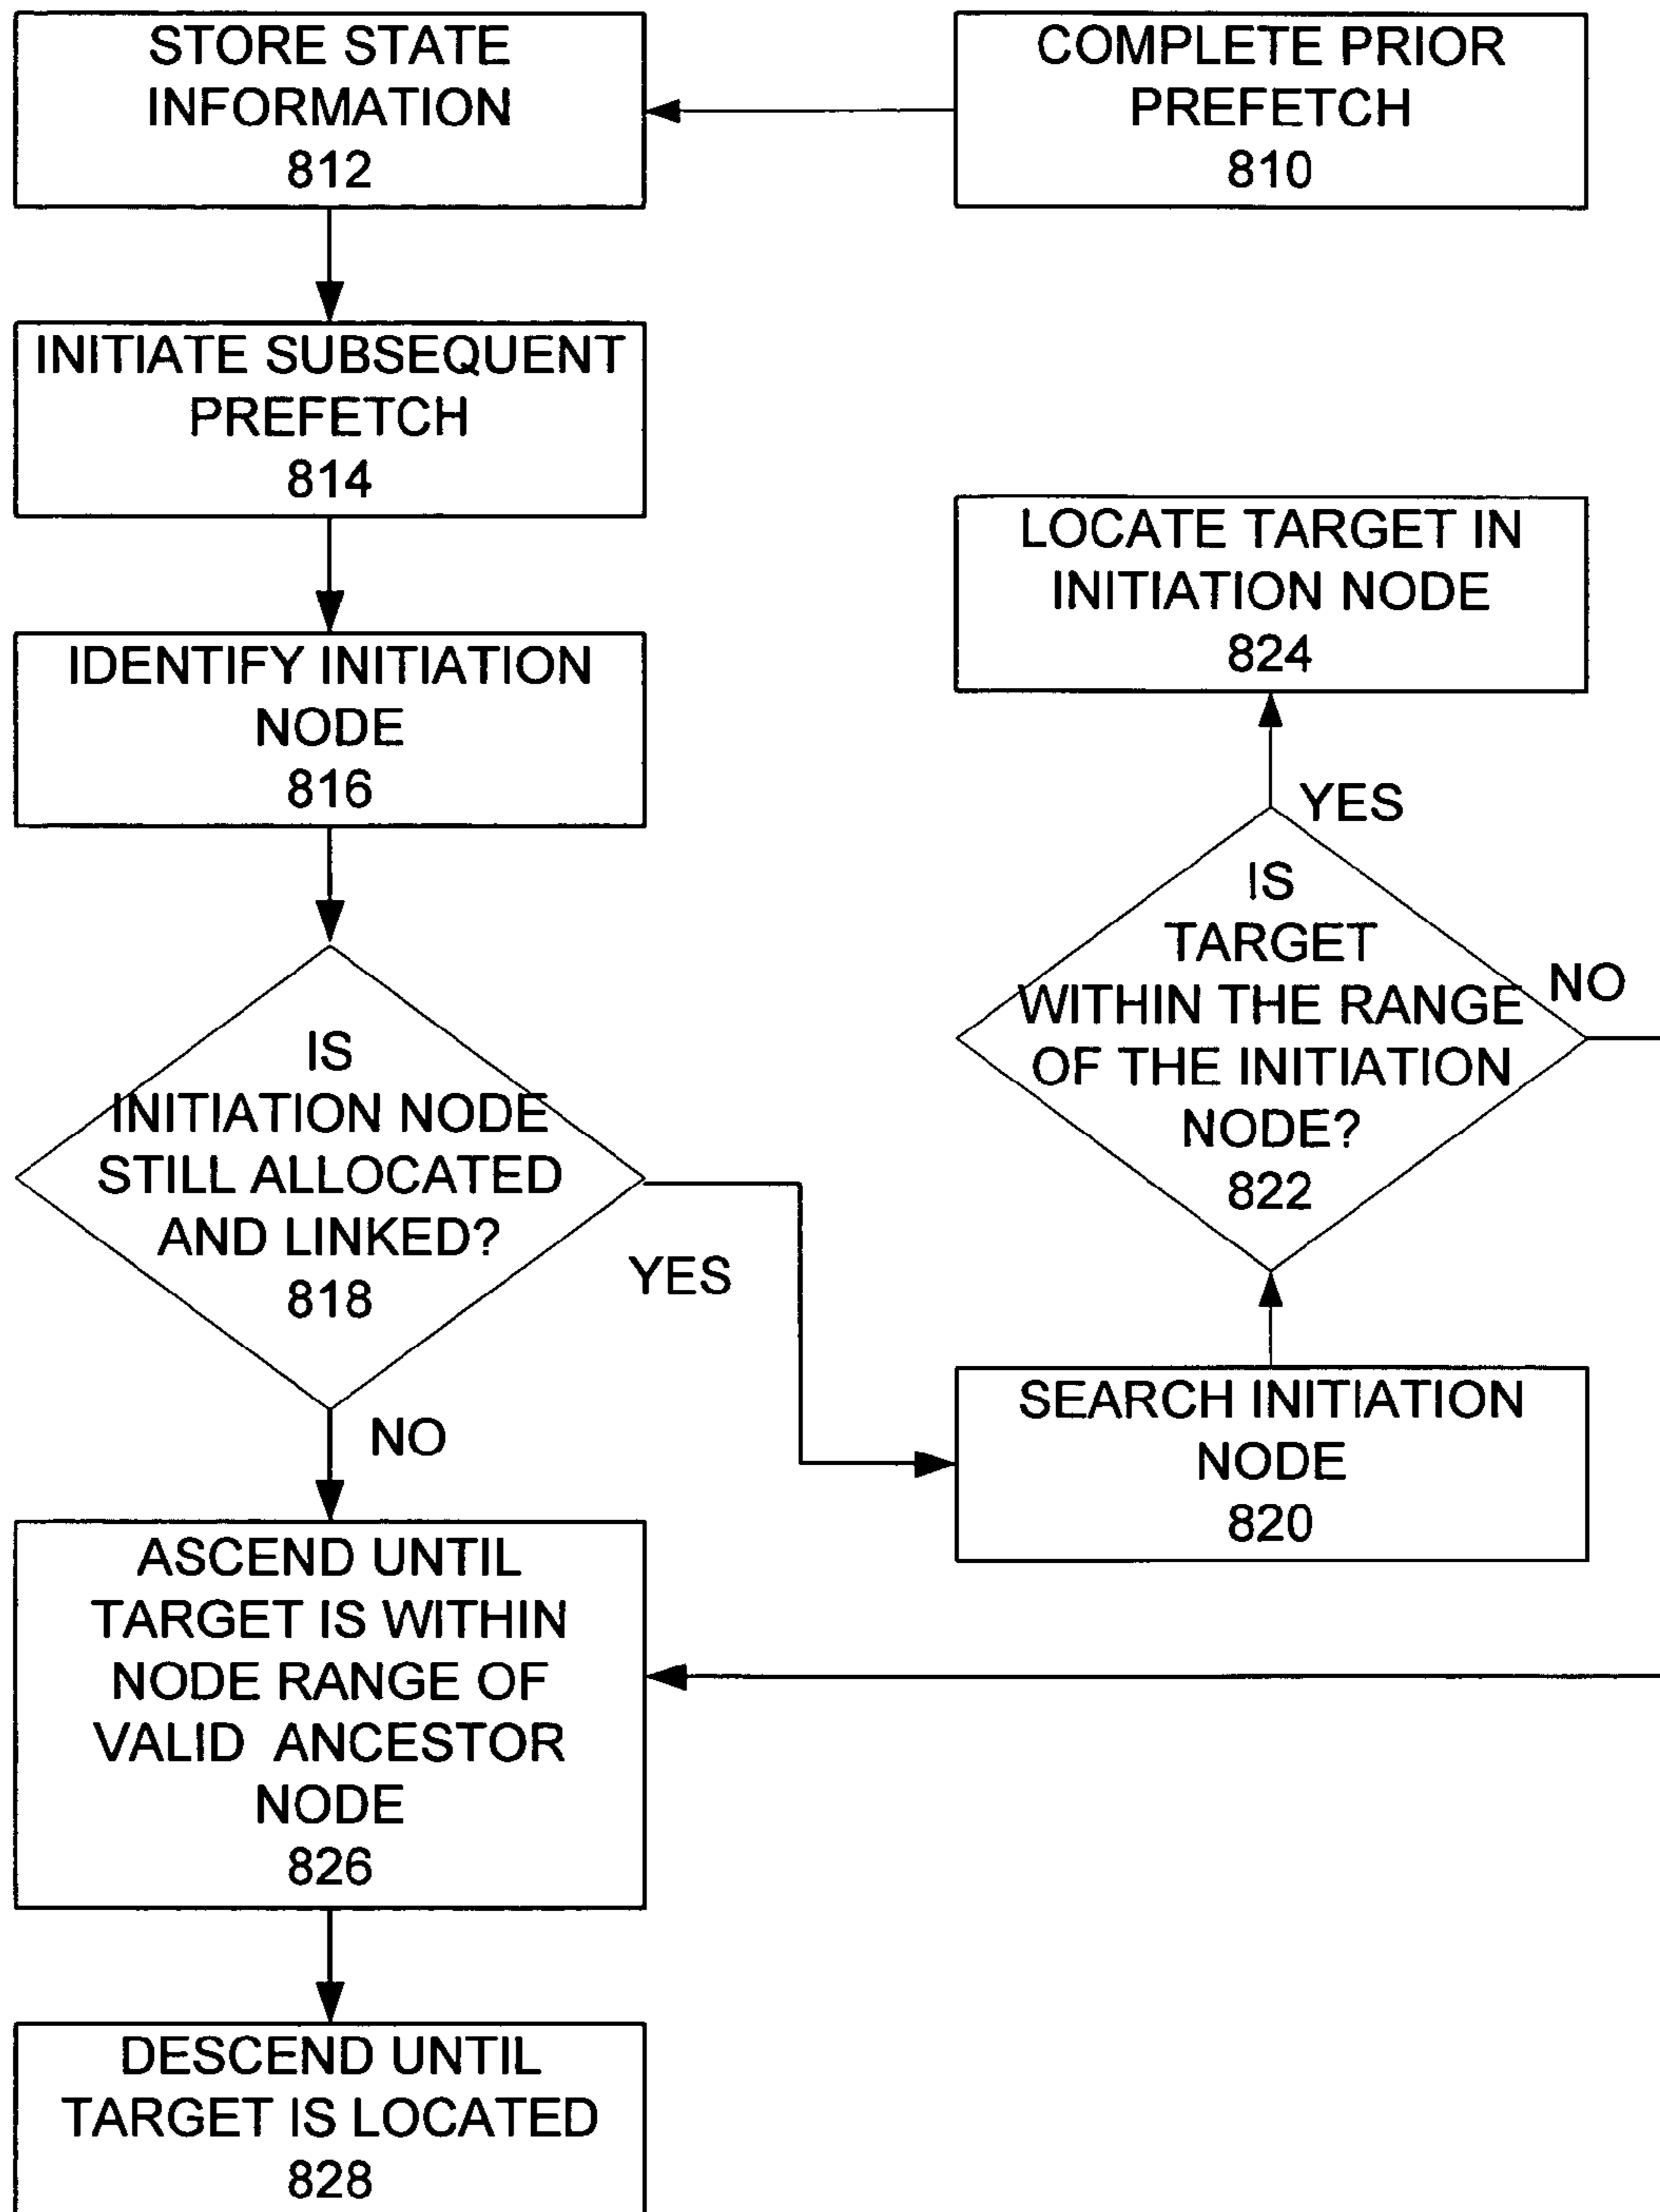 STORE STATE
INFORMATION
812
COMPLETE PRIOR
PREFETCH
810
INITIATE SUBSEQUENT
PREFETCH
814
IDENTIFY INITIATION
NODE
816
LOCATE TARGET IN
INITIATION NODE
824
YES
IS
TARGET
WITHIN THE RANGE
OF THE INITIATION
NODE?
822
NO
IS
INITIATION NODE
STILL ALLOCATED
AND LINKED?
818
YES
NO
SEARCH INITIATION
NODE
820
ASCEND UNTIL
TARGET IS WITHIN
NODE RANGE OF
VALID ANCESTOR
NODE
826
DESCEND UNTIL
TARGET IS LOCATED
828